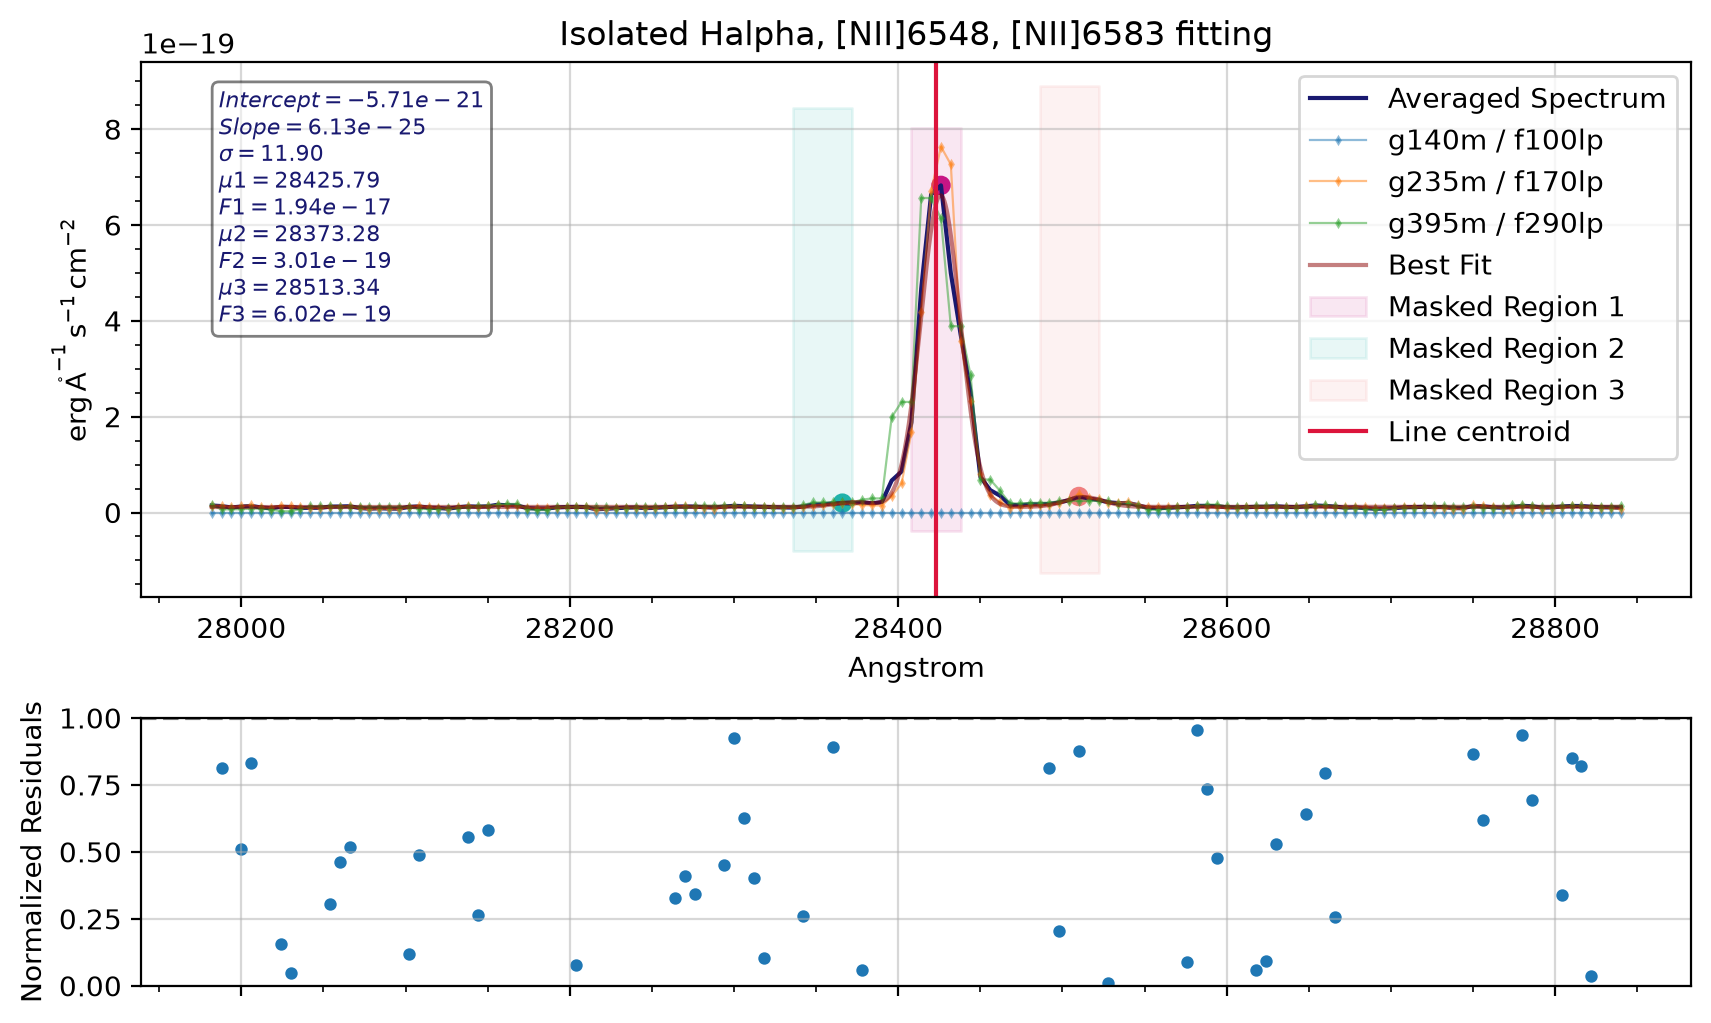 Isolated Halpha, [NII]6548, [NII]6583 fitting
1e−19
Intercept = −5.71e − 21
Slope = 6.13e − 25
σ = 11.90
μ1 = 28425.79
F1 = 1.94e − 17
μ2 = 28373.28
F2 = 3.01e − 19
μ3 = 28513.34
F3 = 6.02e − 19
Averaged Spectrum
g140m / f100lp
g235m / f170lp
g395m / f290lp
Best Fit
Masked Region 1
Masked Region 2
Masked Region 3
Line centroid
8
6
4
2
0
erg Å⁻¹ s⁻¹ cm⁻²
28000 28200 28400 28600 28800
Angstrom
1.00
0.75
0.50
0.25
0.00
Normalized Residuals